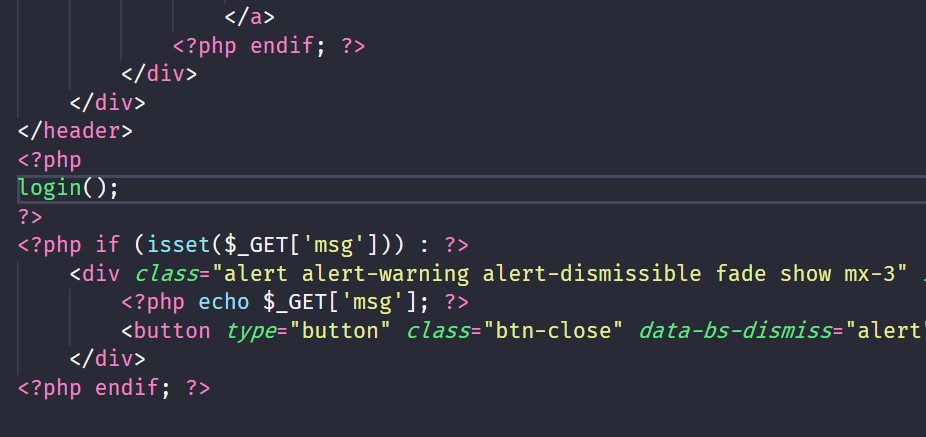 </a>
<?php endif; ?>
</div>
</div>
</header>
<?php
login();
?>
<?php if (isset($_GET['msg'])) : ?>
<div class="alert alert-warning alert-dismissible fade show mx-3"
<?php echo $_GET['msg']; ?>
<button type="button" class="btn-close" data-bs-dismiss="alert"
</div>
<?php endif; ?>